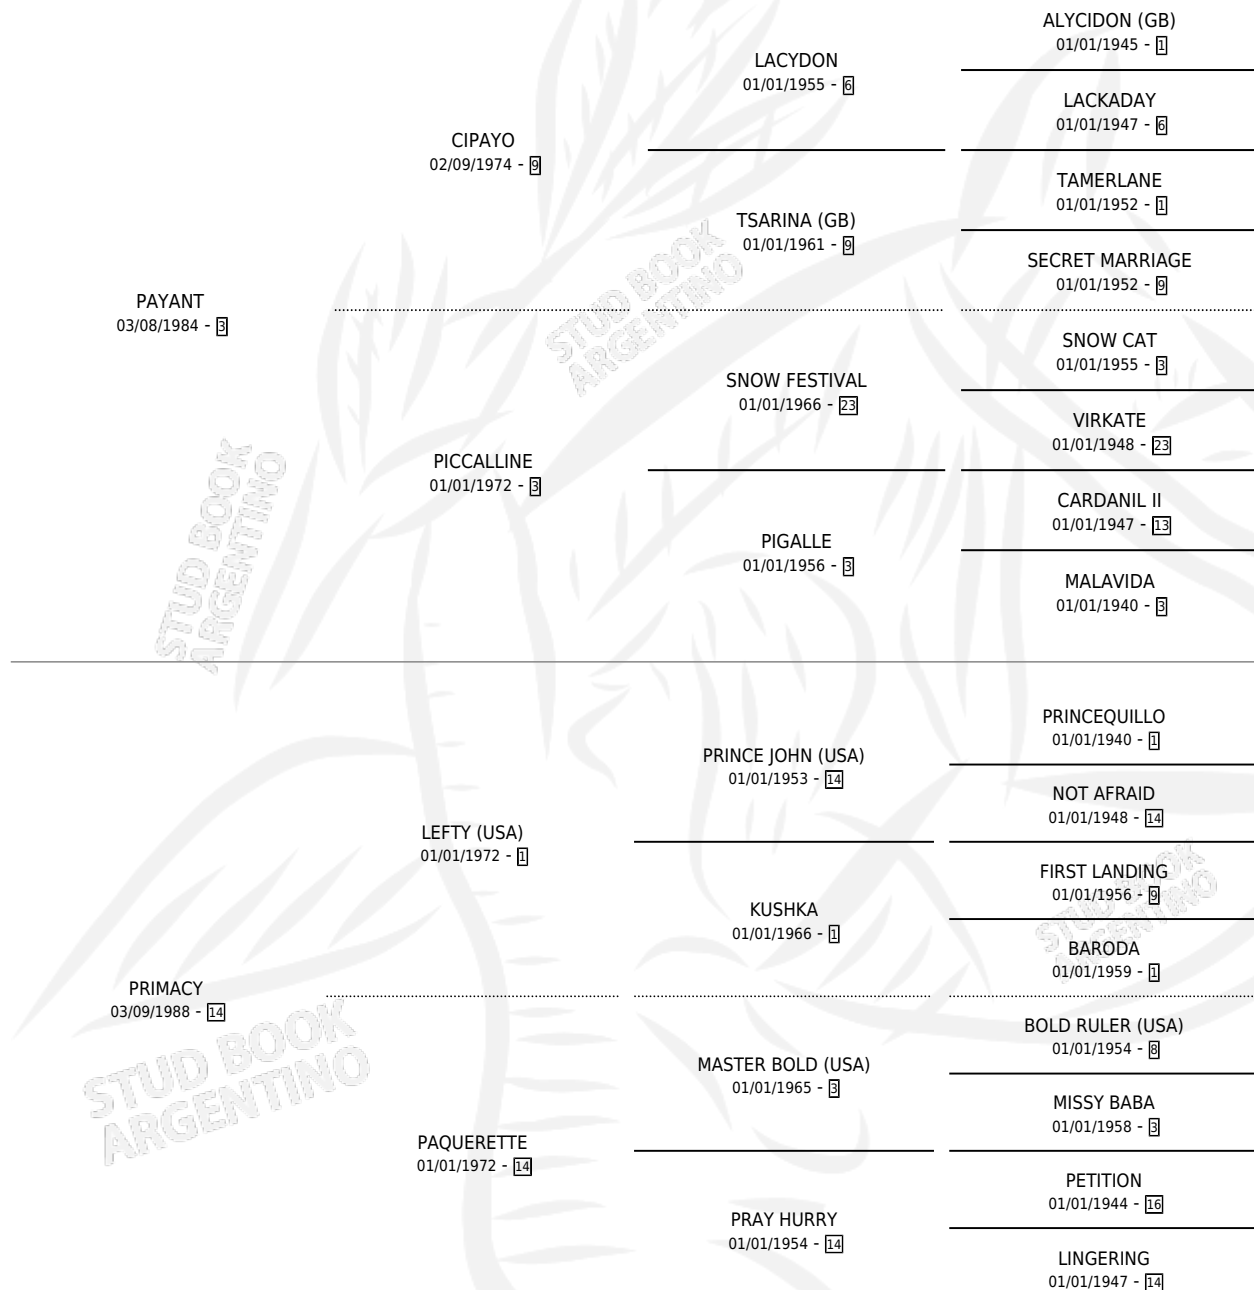 ALYCIDON (GB)
01/01/1945 - 1
LACYDON
01/01/1955 - 6
LACKADAY
01/01/1947 - 6
CIPAYO
02/09/1974 - 9
TAMERLANE
01/01/1952 - 1
TSARINA (GB)
01/01/1961 - 9
SECRET MARRIAGE
01/01/1952 - 9
PAYANT
03/08/1984 - 3
STUD BOOK
ARGENTINO
SNOW CAT
01/01/1955 - 3
SNOW FESTIVAL
01/01/1966 - 23
VIRKATE
01/01/1948 - 23
PICCALLINE
01/01/1972 - 3
CARDANIL II
01/01/1947 - 13
PIGALLE
01/01/1956 - 3
MALAVIDA
01/01/1940 - 3
STUD BOOK
ARGENTINO
PRINCEQUILLO
01/01/1940 - 1
PRINCE JOHN (USA)
01/01/1953 - 14
NOT AFRAID
01/01/1948 - 14
LEFTY (USA)
01/01/1972 - 1
FIRST LANDING
01/01/1956 - 9
KUSHKA
01/01/1966 - 1
BARODA
01/01/1959 - 1
STUD BOOK
ARGENTINO
PRIMACY
03/09/1988 - 14
BOLD RULER (USA)
01/01/1954 - 8
MASTER BOLD (USA)
01/01/1965 - 3
MISSY BABA
01/01/1958 - 3
STUD BOOK
ARGENTINO
PAQUERETTE
01/01/1972 - 14
PETITION
01/01/1944 - 16
PRAY HURRY
01/01/1954 - 14
LINGERING
01/01/1947 - 14